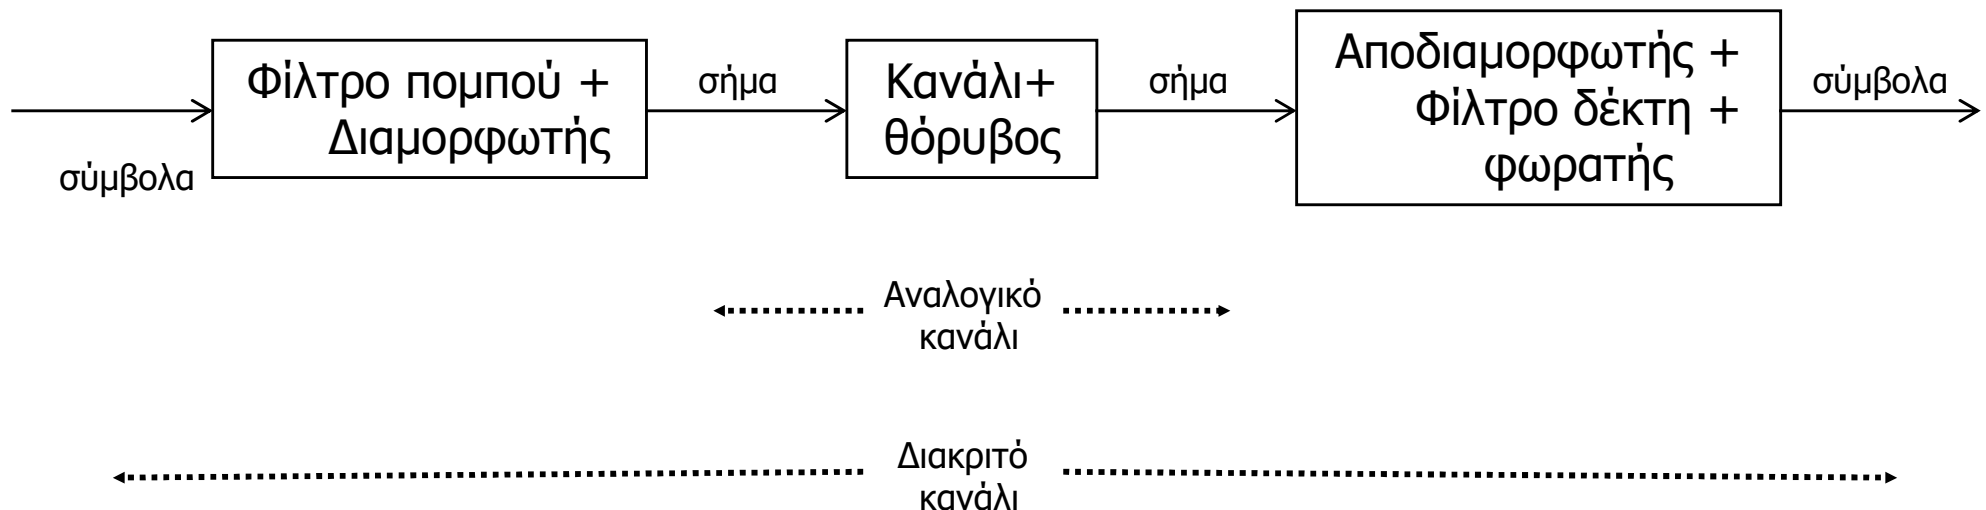 σύμβολα
Φίλτρο πομπού +
Διαμορφωτής
σήμα
Κανάλι+
θόρυβος
σήμα
Αποδιαμορφωτής +
Φίλτρο δέκτη +
φωρατής
σύμβολα
Αναλογικό
κανάλι
Διακριτό
κανάλι